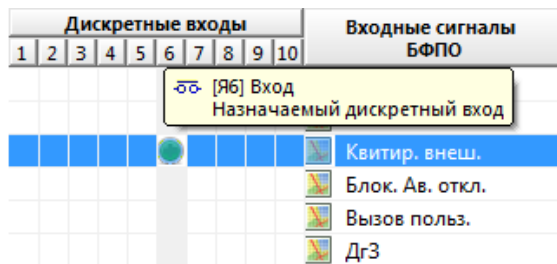 Дискретные входы
Входные сигналы
БФПО
1 2 3 4 5 6 7 8 9 10
[Я6] Вход
Назначаемый дискретный вход
Квитир. внеш.
Блок. Ав. откл.
Вызов польз.
ДгЗ